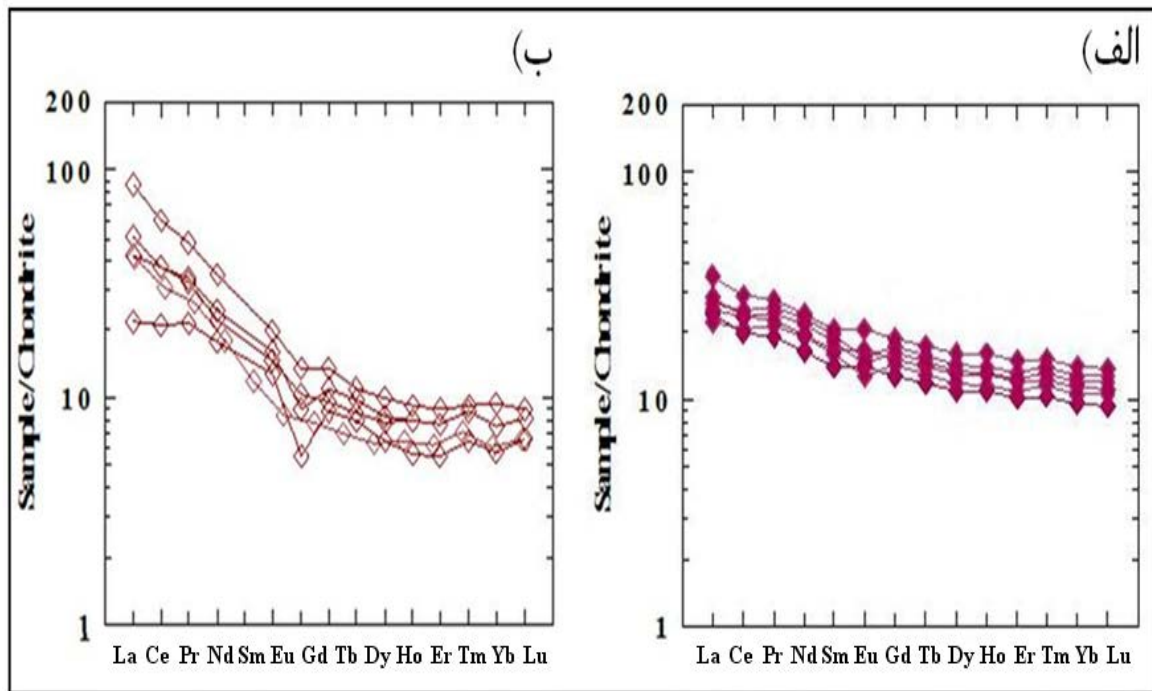 الف)
200
100
10
1
Sample/Chondrite
La Ce Pr Nd Sm Eu Gd Tb Dy Ho Er Tm Yb Lu
ب)
200
100
10
1
Sample/Chondrite
La Ce Pr Nd Sm Eu Gd Tb Dy Ho Er Tm Yb Lu